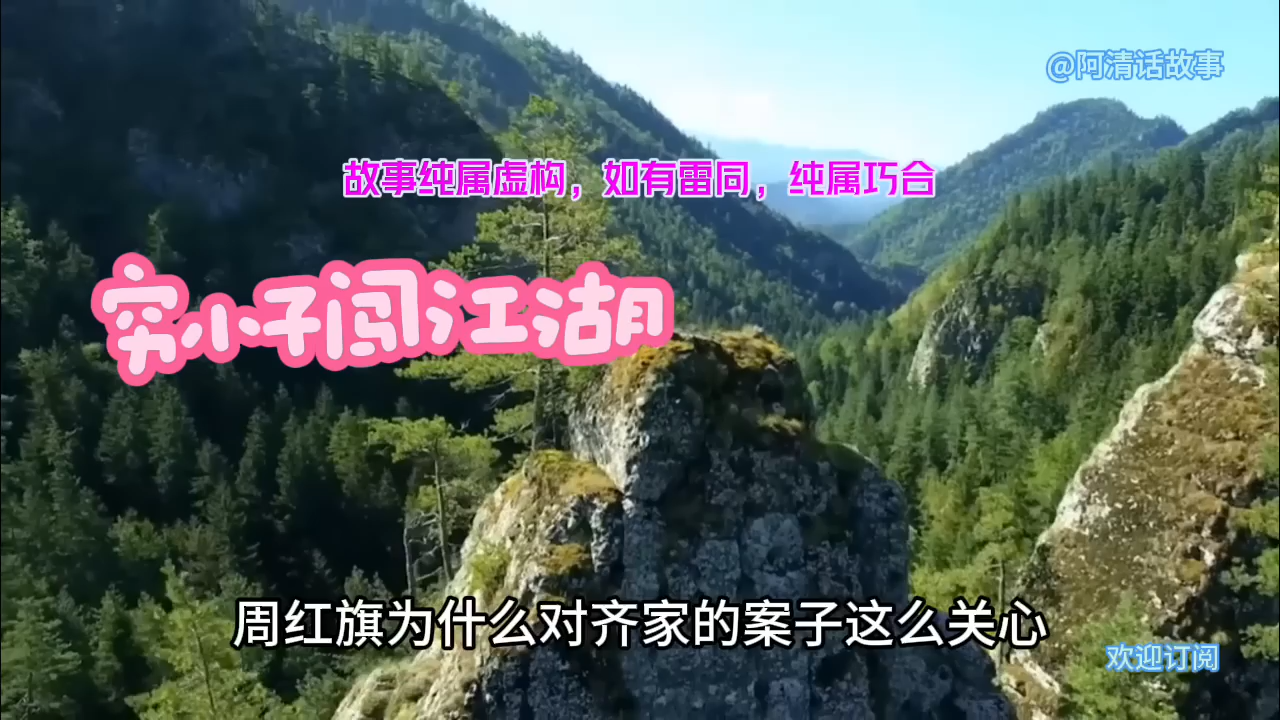 @阿清话故事
故事纯属虚构，如有雷同，纯属巧合
穷小子闯江湖
周红旗为什么对齐家的案子这么关心
欢迎订阅